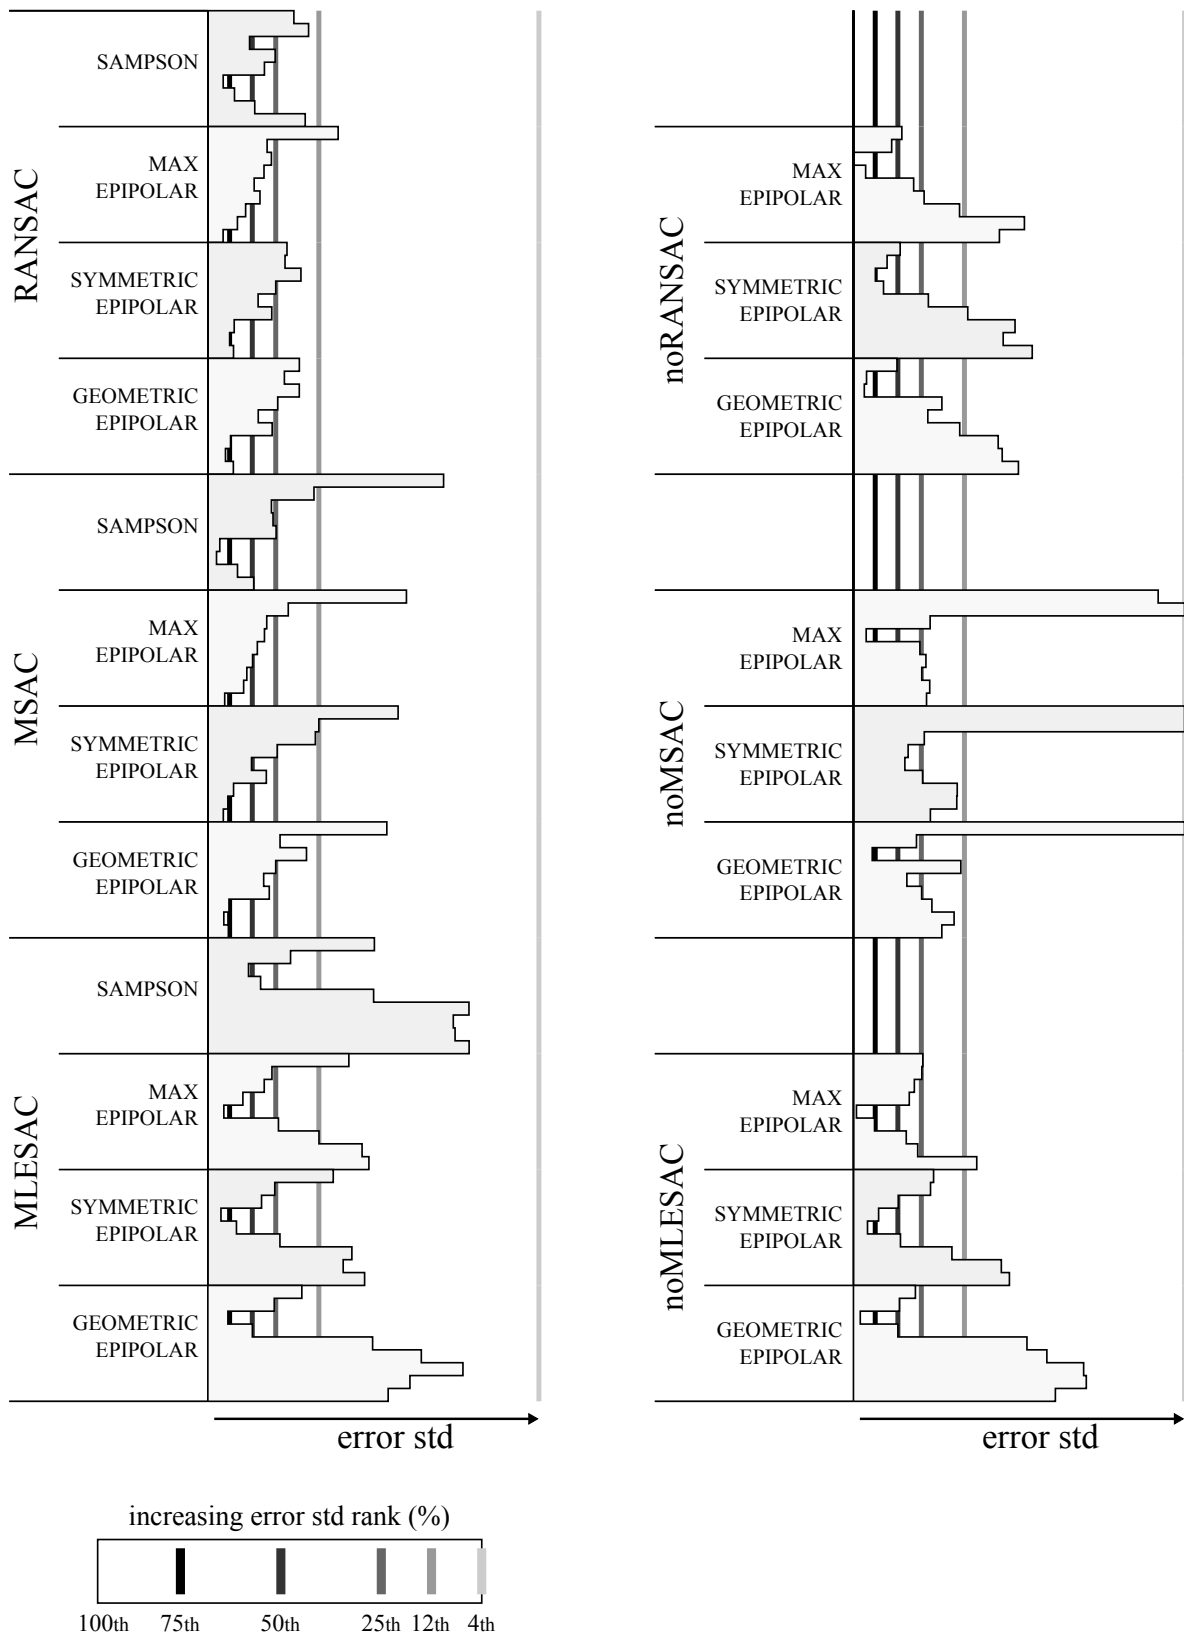 RANSAC
SAMPSON
MAX
EPIPOLAR
SYMMETRIC
EPIPOLAR
GEOMETRIC
EPIPOLAR
MSAC
SAMPSON
MAX
EPIPOLAR
SYMMETRIC
EPIPOLAR
GEOMETRIC
EPIPOLAR
MLESAC
SAMPSON
MAX
EPIPOLAR
SYMMETRIC
EPIPOLAR
GEOMETRIC
EPIPOLAR
error std
noRANSAC
MAX
EPIPOLAR
SYMMETRIC
EPIPOLAR
GEOMETRIC
EPIPOLAR
noMSAC
MAX
EPIPOLAR
SYMMETRIC
EPIPOLAR
GEOMETRIC
EPIPOLAR
noMLESAC
MAX
EPIPOLAR
SYMMETRIC
EPIPOLAR
GEOMETRIC
EPIPOLAR
error std
increasing error std rank (%)
100th 75th 50th 25th 12th 4th